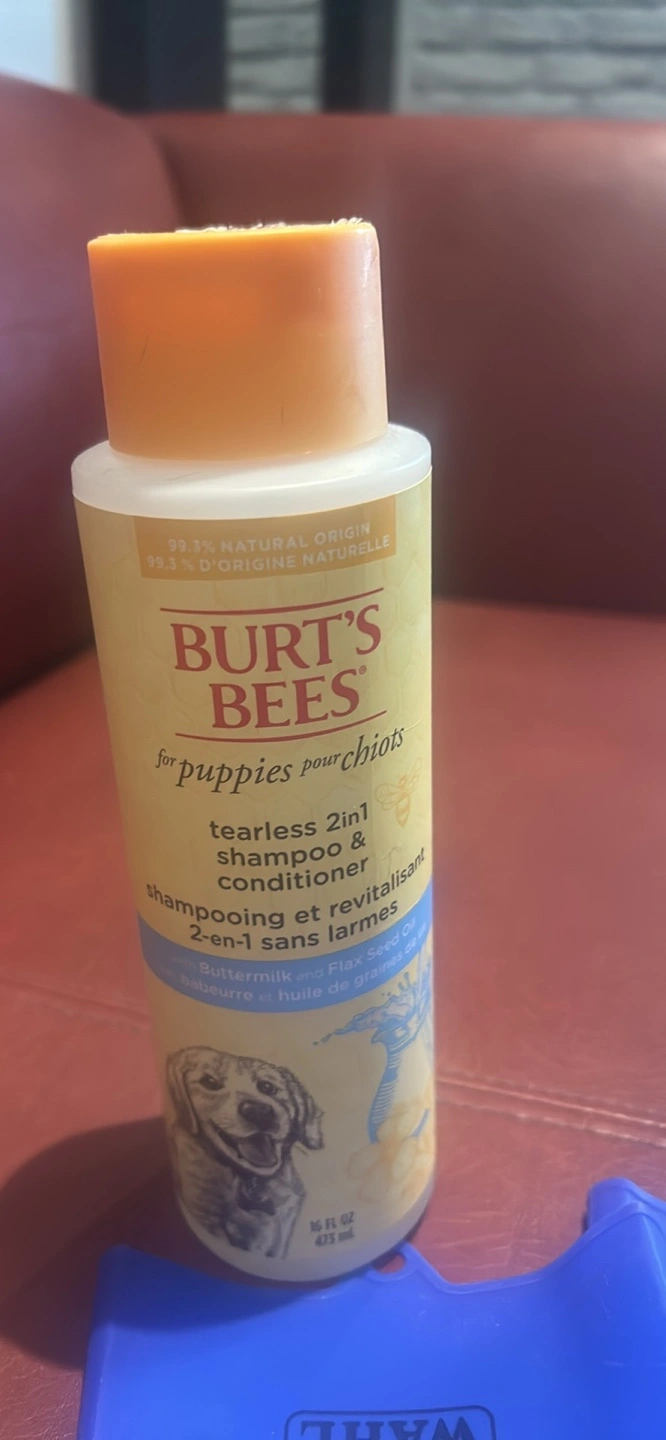 99.3% NATURAL ORIGIN
99.3 % D'ORIGINE NATURELLE
BURT'S
BEES®
for puppies pour chiots
tearless 2in1
shampoo &
conditioner
shampooing et revitalisant
2-en-1 sans larmes
with Buttermilk and Flax Seed Oil
babeurre et huile de graines de
16 FL OZ
473 mL
WAHL